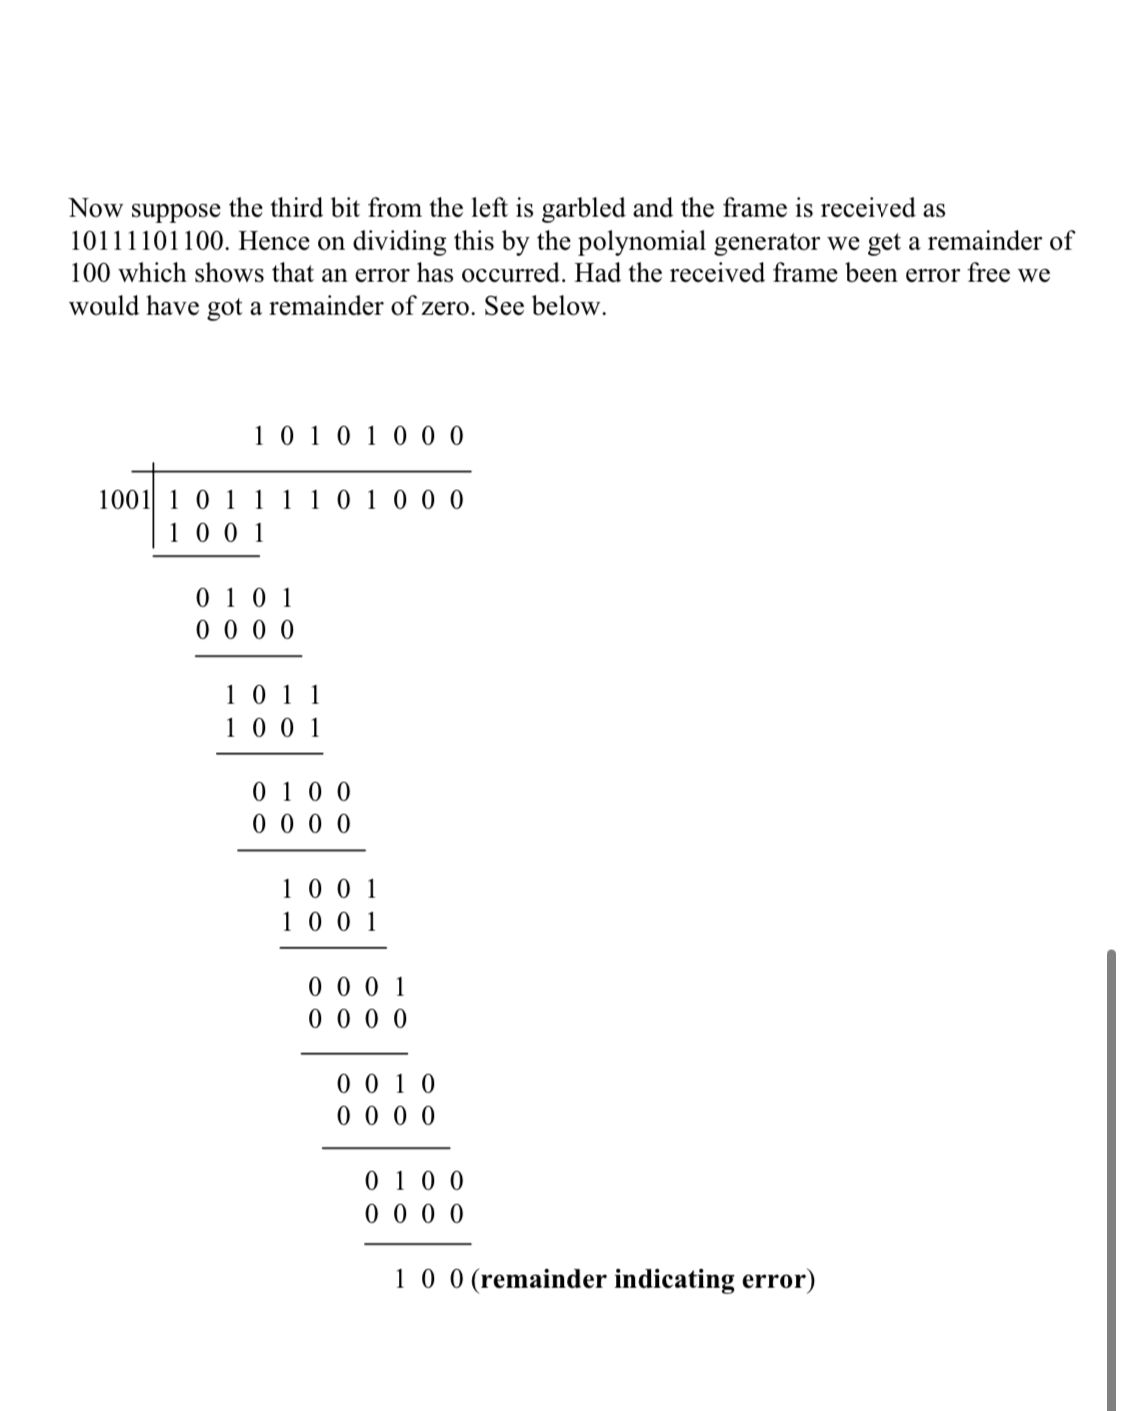 Now suppose the third bit from the left is garbled and the frame is received as
10111101100. Hence on dividing this by the polynomial generator we get a remainder of
100 which shows that an error has occurred. Had the received frame been error free we
would have got a remainder of zero. See below.
1 0 1 0 1 0 0 0
1001 1 0 1 1 1 1 0 1 0 0 0
1 0 0 1
0 1 0 1
0 0 0 0
1 0 1 1
1 0 0 1
0 1 0 0
0 0 0 0
1 0 0 1
1 0 0 1
0 0 0 1
0 0 0 0
0 0 1 0
0 0 0 0
0 1 0 0
0 0 0 0
1 0 0 (remainder indicating error)